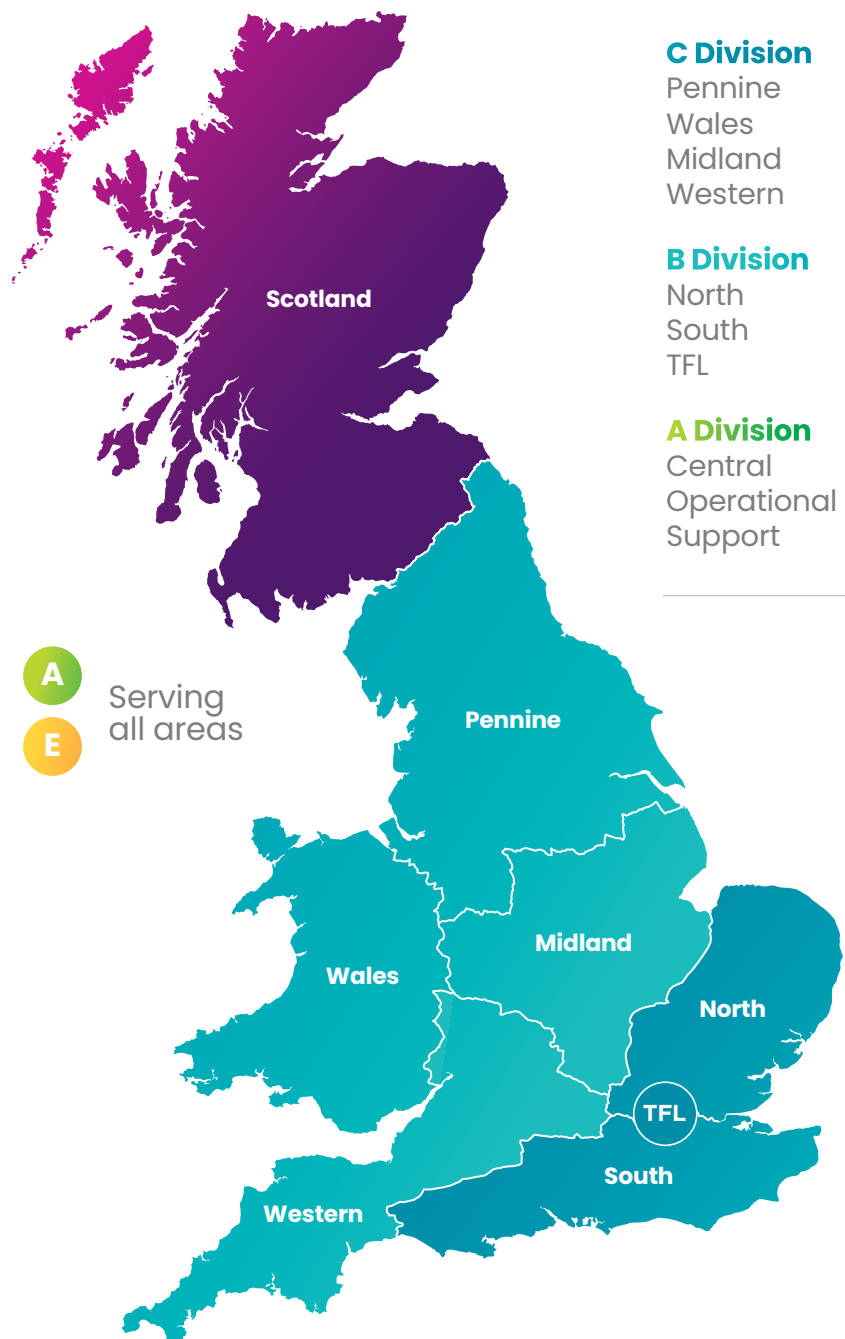 C Division
Pennine
Wales
Midland
Western
B Division
North
South
TFL
A Division
Central
Operational
Support
Scotland
A
E
Serving
all areas
Pennine
Midland
Wales
North
TFL
South
Western